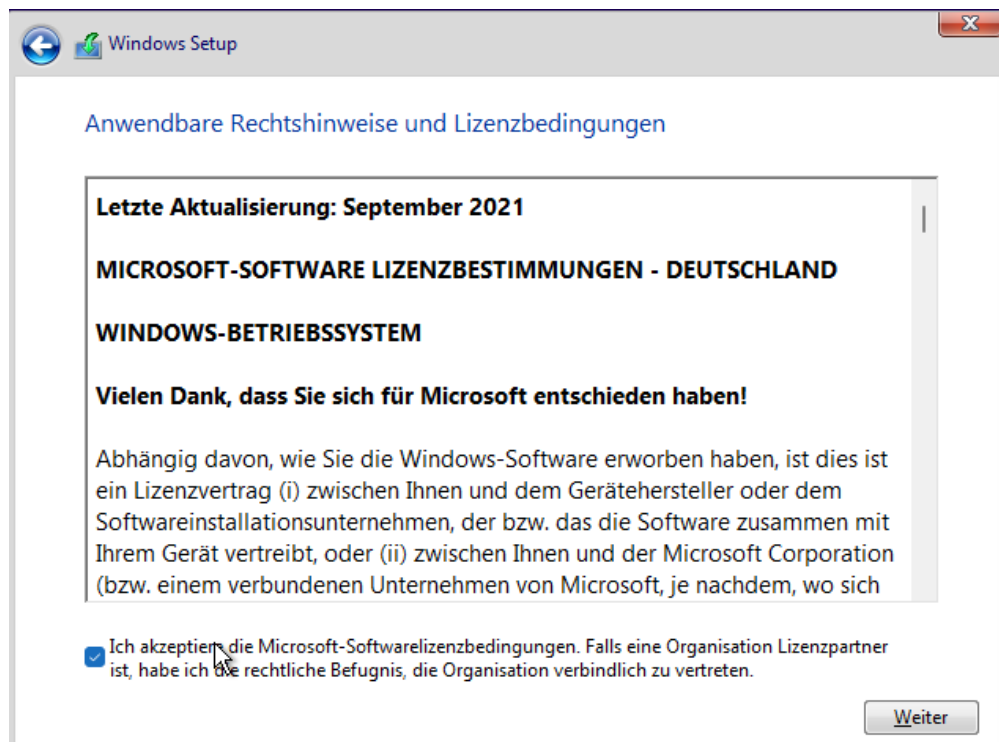 Windows Setup
Anwendbare Rechtshinweise und Lizenzbedingungen
Letzte Aktualisierung: September 2021
MICROSOFT-SOFTWARE LIZENZBESTIMMUNGEN - DEUTSCHLAND
WINDOWS-BETRIEBSSYSTEM
Vielen Dank, dass Sie sich für Microsoft entschieden haben!
Abhängig davon, wie Sie die Windows-Software erworben haben, ist dies ist
ein Lizenzvertrag (i) zwischen Ihnen und dem Gerätehersteller oder dem
Softwareinstallationsunternehmen, der bzw. das die Software zusammen mit
Ihrem Gerät vertreibt, oder (ii) zwischen Ihnen und der Microsoft Corporation
(bzw. einem verbundenen Unternehmen von Microsoft, je nachdem, wo sich
Ich akzeptiere die Microsoft-Softwarelizenzbedingungen. Falls eine Organisation Lizenzpartner
ist, habe ich die rechtliche Befugnis, die Organisation verbindlich zu vertreten.
Weiter